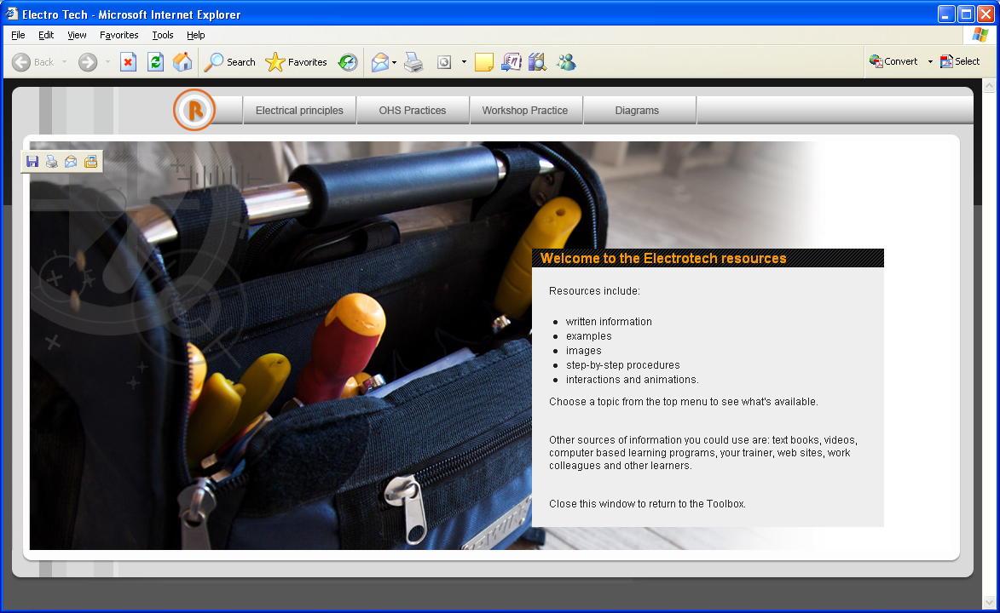 Electro Tech - Microsoft Internet Explorer
File Edit View Favorites Tools Help
Back Search Favorites Convert Select
R Electrical principles OHS Practices Workshop Practice Diagrams
Welcome to the Electrotech resources
Resources include:
• written information
• examples
• images
• step-by-step procedures
• interactions and animations.
Choose a topic from the top menu to see what's available.
Other sources of information you could use are: text books, videos,
computer based learning programs, your trainer, web sites, work
colleagues and other learners.
Close this window to return to the Toolbox.